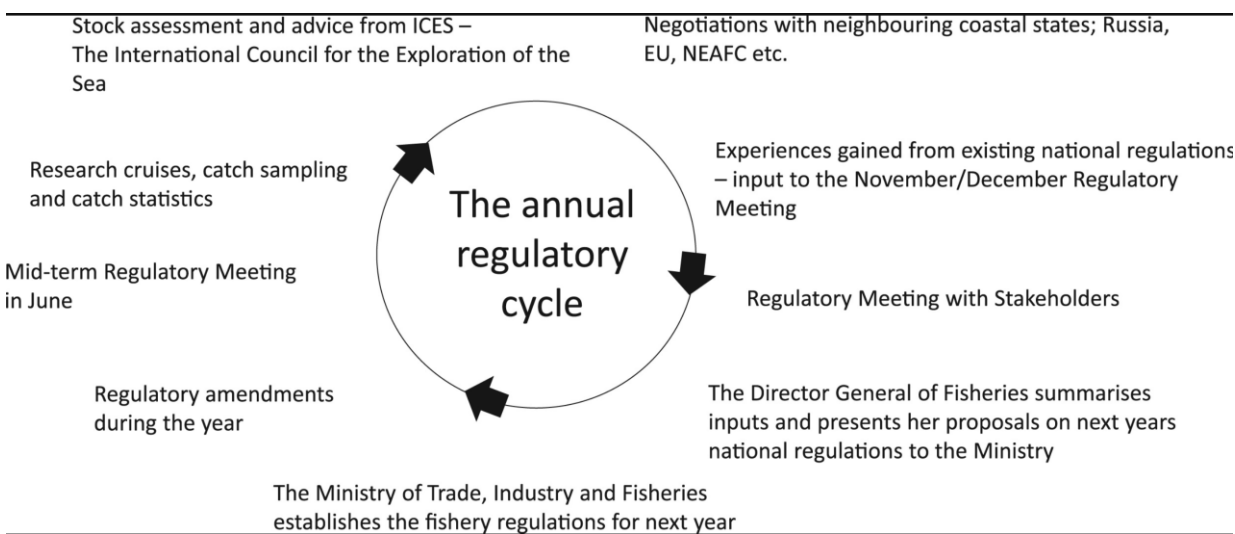 Stock assessment and advice from ICES –
The International Council for the Exploration of the
Sea
Negotiations with neighbouring coastal states; Russia,
EU, NEAFC etc.
Experiences gained from existing national regulations
– input to the November/December Regulatory
Meeting
Regulatory Meeting with Stakeholders
The Director General of Fisheries summarises
inputs and presents her proposals on next years
national regulations to the Ministry
The Ministry of Trade, Industry and Fisheries
establishes the fishery regulations for next year
Regulatory amendments
during the year
Mid-term Regulatory Meeting
in June
Research cruises, catch sampling
and catch statistics
The annual
regulatory
cycle